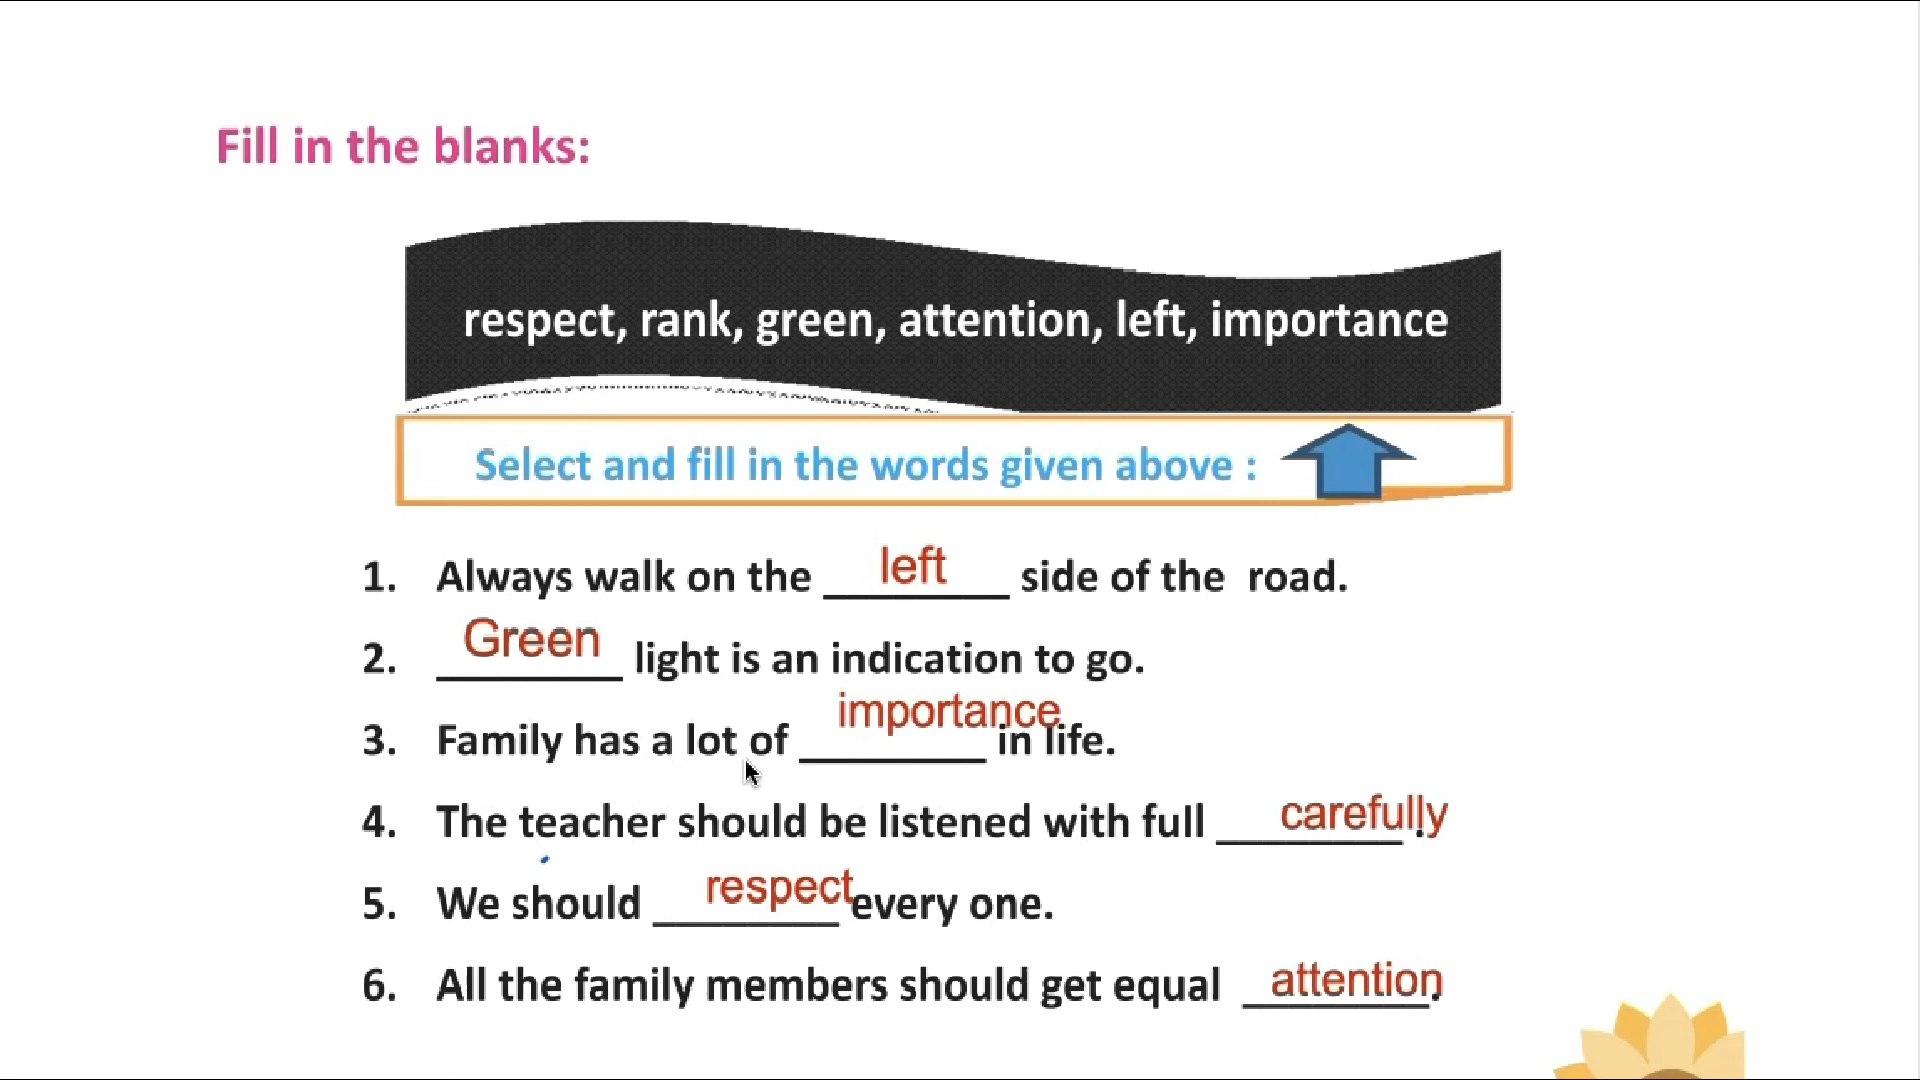 Fill in the blanks:
respect, rank, green, attention, left, importance
Select and fill in the words given above :
1. Always walk on the left side of the road.
2. Green light is an indication to go.
3. Family has a lot of importance in life.
4. The teacher should be listened with full carefully.
5. We should respect every one.
6. All the family members should get equal attention.